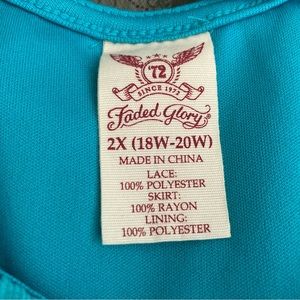 '72
SINCE 1972
Faded Glory®
2X (18W-20W)
MADE IN CHINA
LACE:
100% POLYESTER
SKIRT:
100% RAYON
LINING:
100% POLYESTER